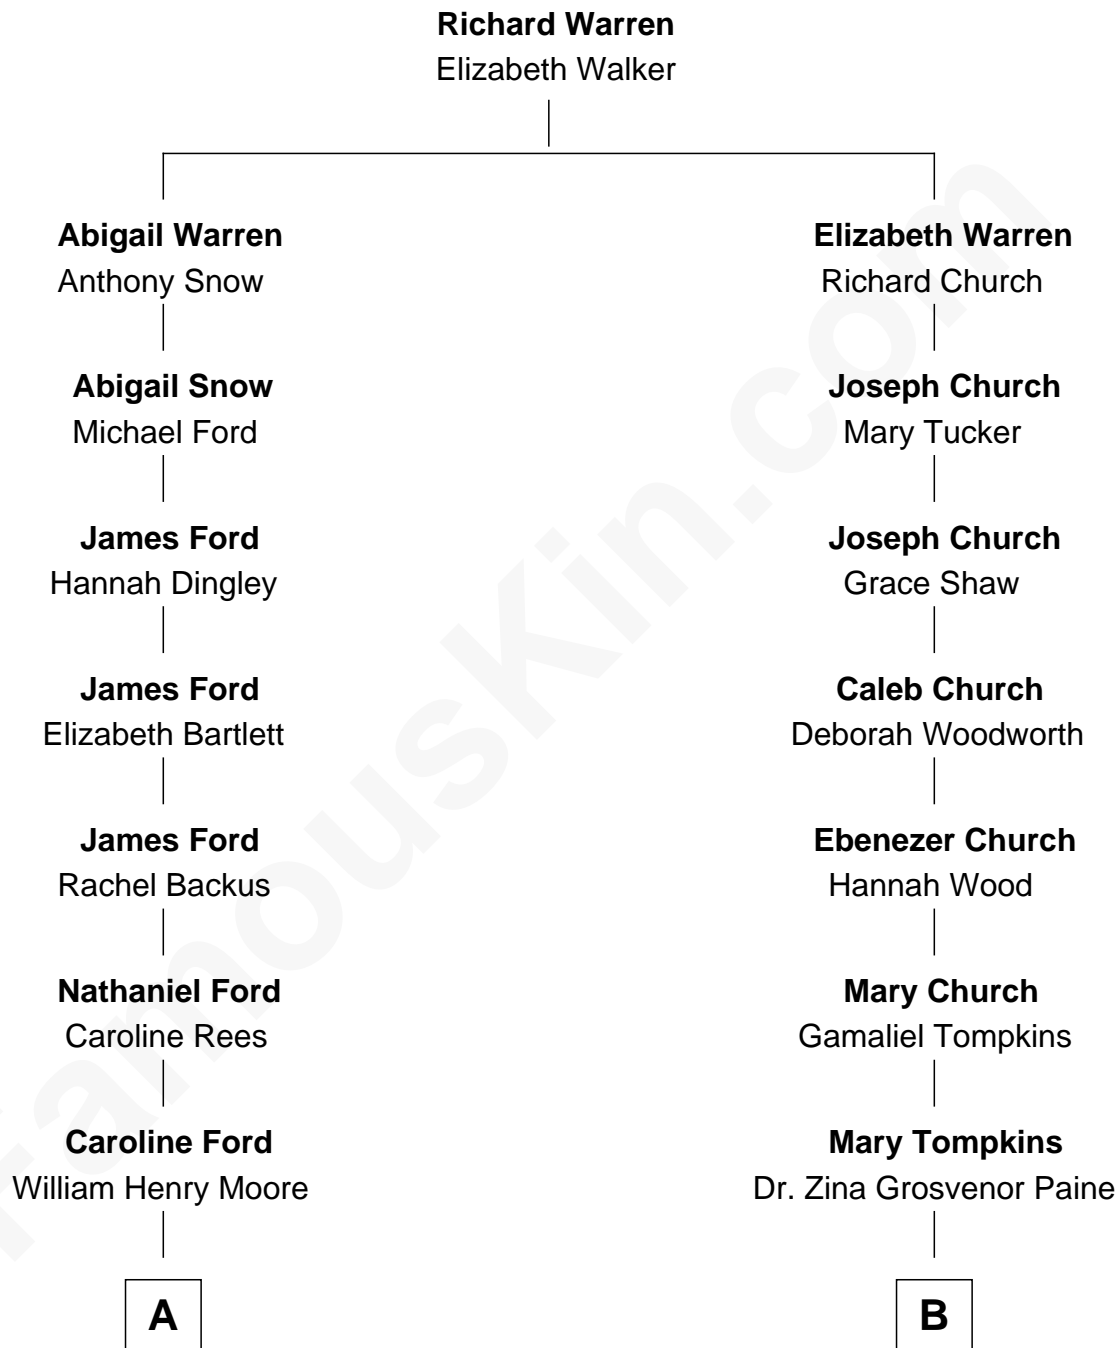 Richard Warren
Elizabeth Walker
Abigail Warren
Anthony Snow
Elizabeth Warren
Richard Church
Abigail Snow
Michael Ford
Joseph Church
Mary Tucker
James Ford
Hannah Dingley
Joseph Church
Grace Shaw
James Ford
Elizabeth Bartlett
Caleb Church
Deborah Woodworth
James Ford
Rachel Backus
Ebenezer Church
Hannah Wood
Nathaniel Ford
Caroline Rees
Mary Church
Gamaliel Tompkins
Caroline Ford
William Henry Moore
Mary Tompkins
Dr. Zina Grosvenor Paine
A
B
FamousKin.com